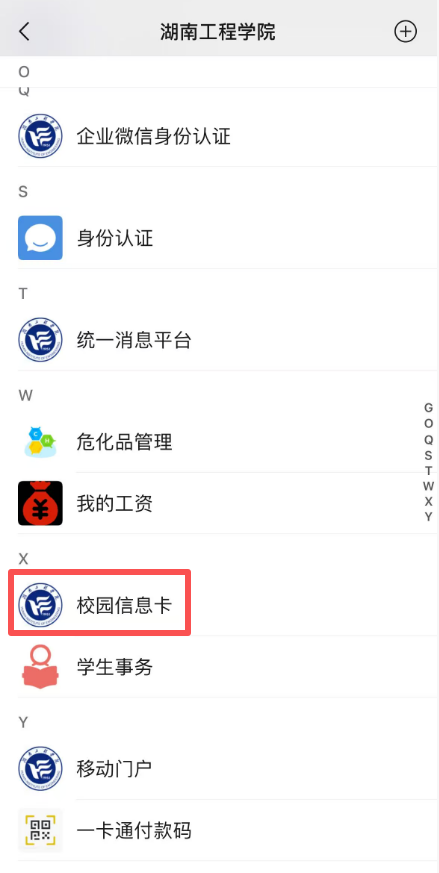 湖南工程学院
O
Q
企业微信身份认证
S
身份认证
T
统一消息平台
W
危化品管理
我的工资
X
校园信息卡
学生事务
Y
移动门户
一卡通付款码
G
O
Q
S
T
W
X
Y